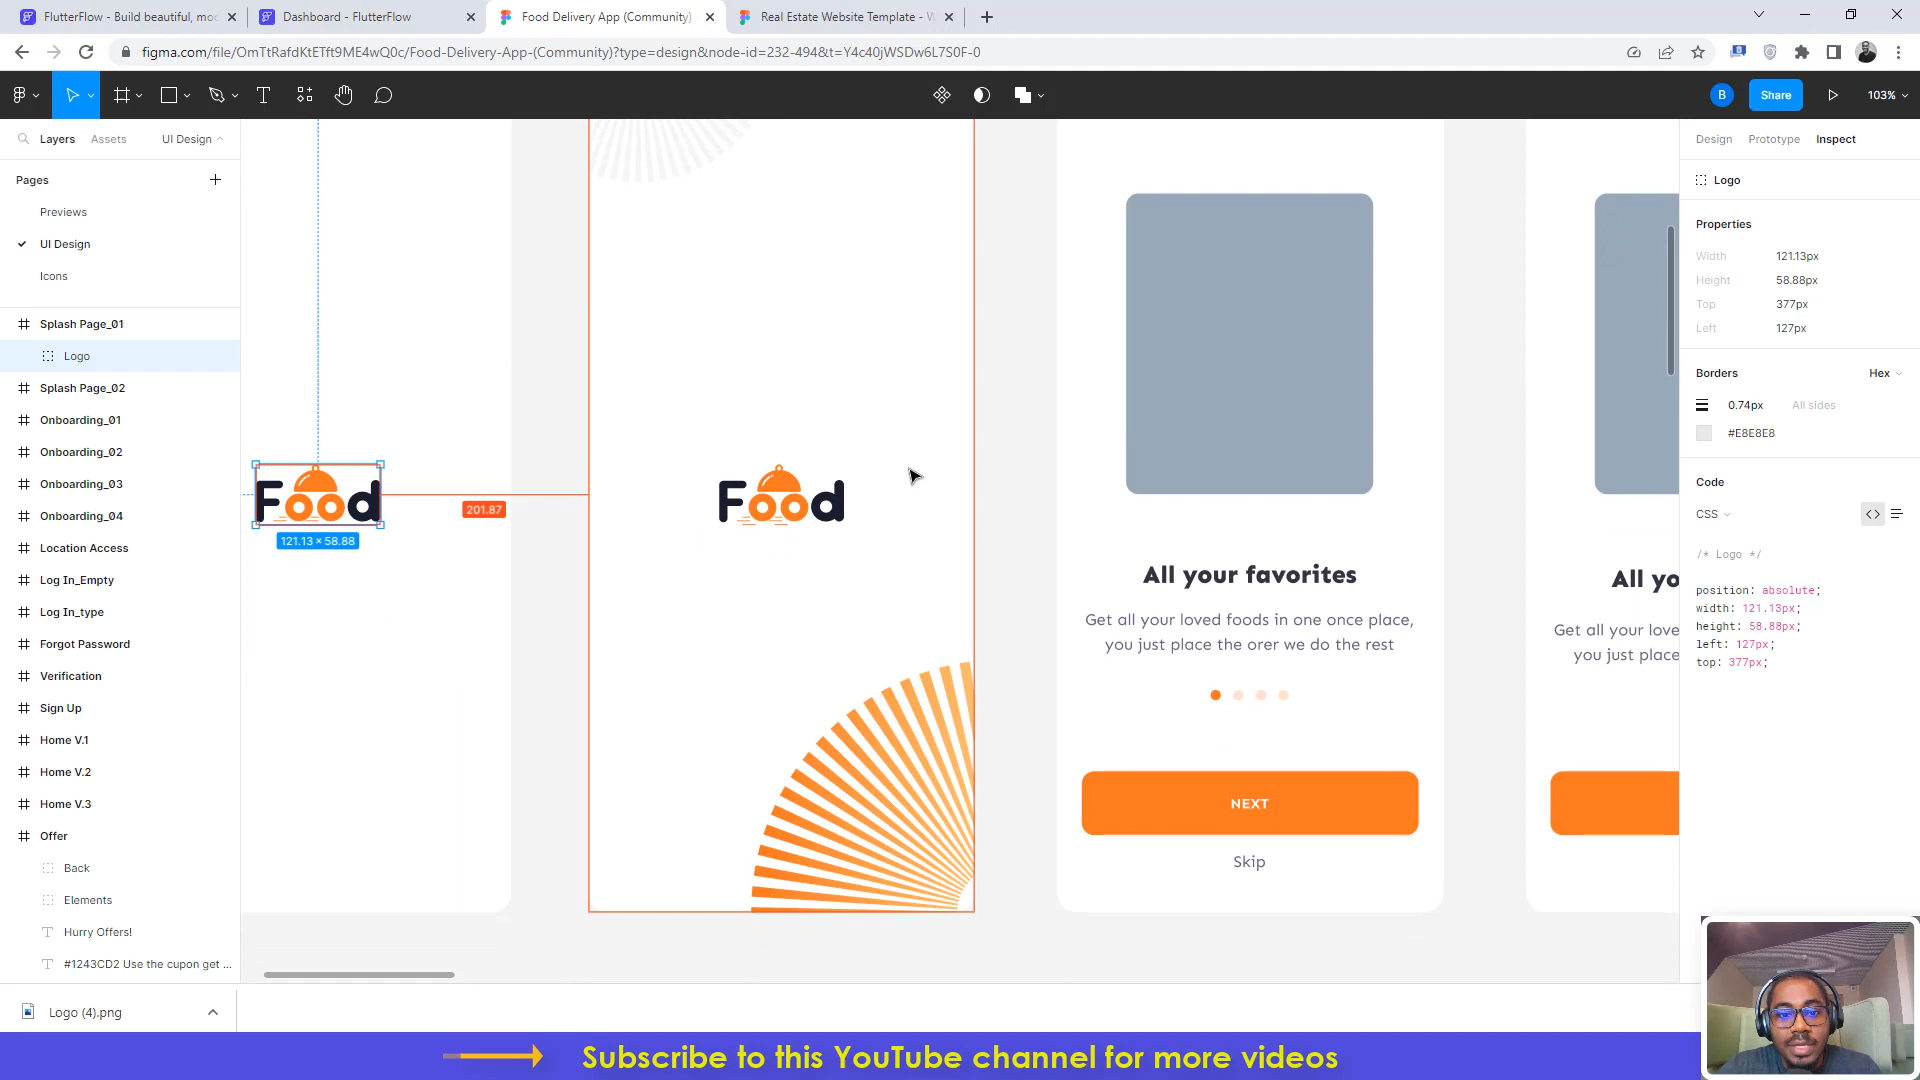 FlutterFlow - Build beautiful, mo
Dashboard - FlutterFlow
Food Delivery App (Community)
Real Estate Website Template - W
figma.com/file/OmTtRafdKtETft9ME4wQ0c/Food-Delivery-App-(Community)?type=design&node-id=232-494&t=Y4c40jWSDw6L7S0F-0
B
Share
103%
Layers
Assets
UI Design
Pages
Previews
UI Design
Icons
Splash Page_01
Logo
Splash Page_02
Onboarding_01
Onboarding_02
Onboarding_03
Onboarding_04
Location Access
Log In_Empty
Log In_type
Forgot Password
Verification
Sign Up
Home V.1
Home V.2
Home V.3
Offer
Back
Elements
Hurry Offers!
#1243CD2 Use the cupon get ...
Food
121.13 × 58.88
201.87
Food
All your favorites
Get all your loved foods in one once place,
you just place the orer we do the rest
NEXT
Skip
All yo
Get all your love
you just place
Design
Prototype
Inspect
Logo
Properties
Width 121.13px
Height 58.88px
Top 377px
Left 127px
Borders
Hex
0.74px All sides
#E8E8E8
Code
CSS
/* Logo */
position: absolute;
width: 121.13px;
height: 58.88px;
left: 127px;
top: 377px;
Logo (4).png
Subscribe to this YouTube channel for more videos